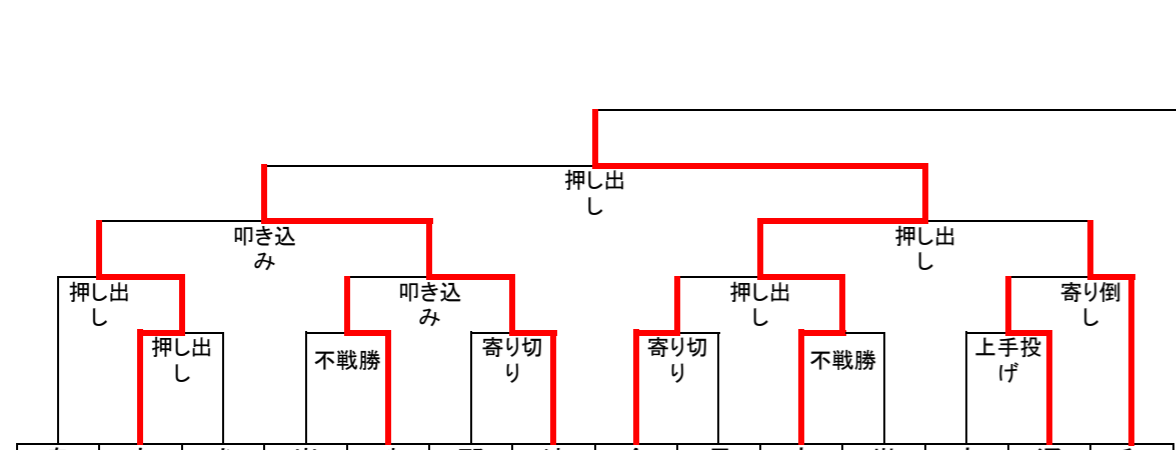 押し出
し
叩き込
み
押し出
し
押し出
し
叩き込
み
押し出
し
寄り倒
し
押し出
し
不戦勝
寄り切
り
寄り切
り
不戦勝
上手投
げ